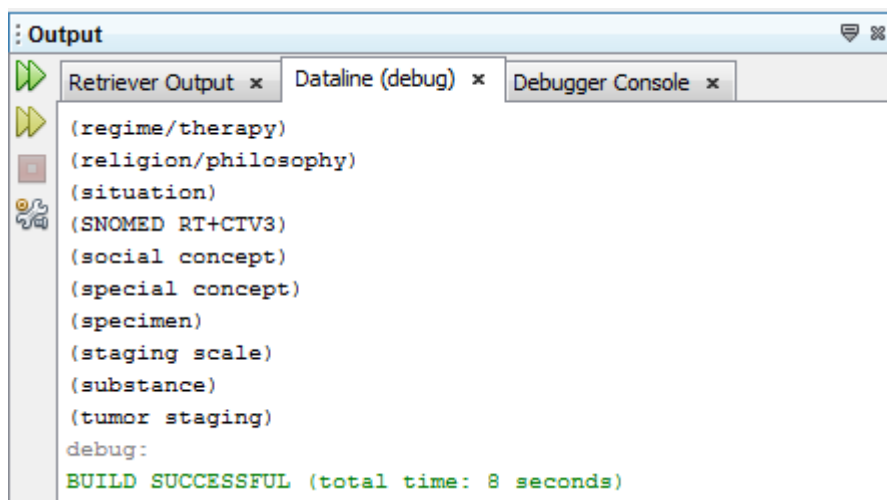 Output
Retriever Output
Dataline (debug)
Debugger Console
(regime/therapy)
(religion/philosophy)
(situation)
(SNOMED RT+CTV3)
(social concept)
(special concept)
(specimen)
(staging scale)
(substance)
(tumor staging)
debug:
BUILD SUCCESSFUL (total time: 8 seconds)